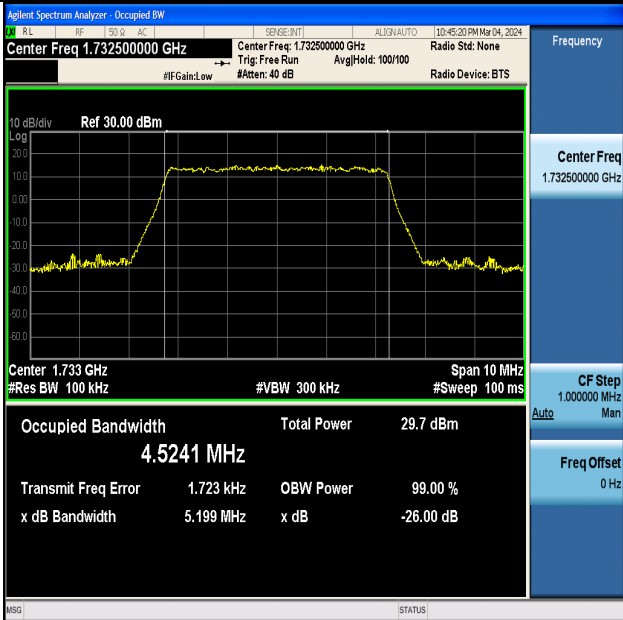 Agilent Spectrum Analyzer - Occupied BW
RL RF 50 Ω AC SENSE:INT ALIGN AUTO 10:45:20 PM Mar 04, 2024
Center Freq 1.732500000 GHz
Center Freq: 1.732500000 GHz Radio Std: None
Trig: Free Run Avg|Hold: 100/100
#IFGain:Low #Atten: 40 dB Radio Device: BTS
10 dB/div Ref 30.00 dBm
Log
20.0
10.0
0.00
-10.0
-20.0
-30.0
-40.0
-50.0
-60.0
Center 1.733 GHz Span 10 MHz
#Res BW 100 kHz #VBW 300 kHz #Sweep 100 ms
Occupied Bandwidth Total Power 29.7 dBm
4.5241 MHz
Transmit Freq Error 1.723 kHz OBW Power 99.00 %
x dB Bandwidth 5.199 MHz x dB -26.00 dB
MSG STATUS
Frequency
Center Freq
1.732500000 GHz
CF Step
1.000000 MHz
Auto Man
Freq Offset
0 Hz